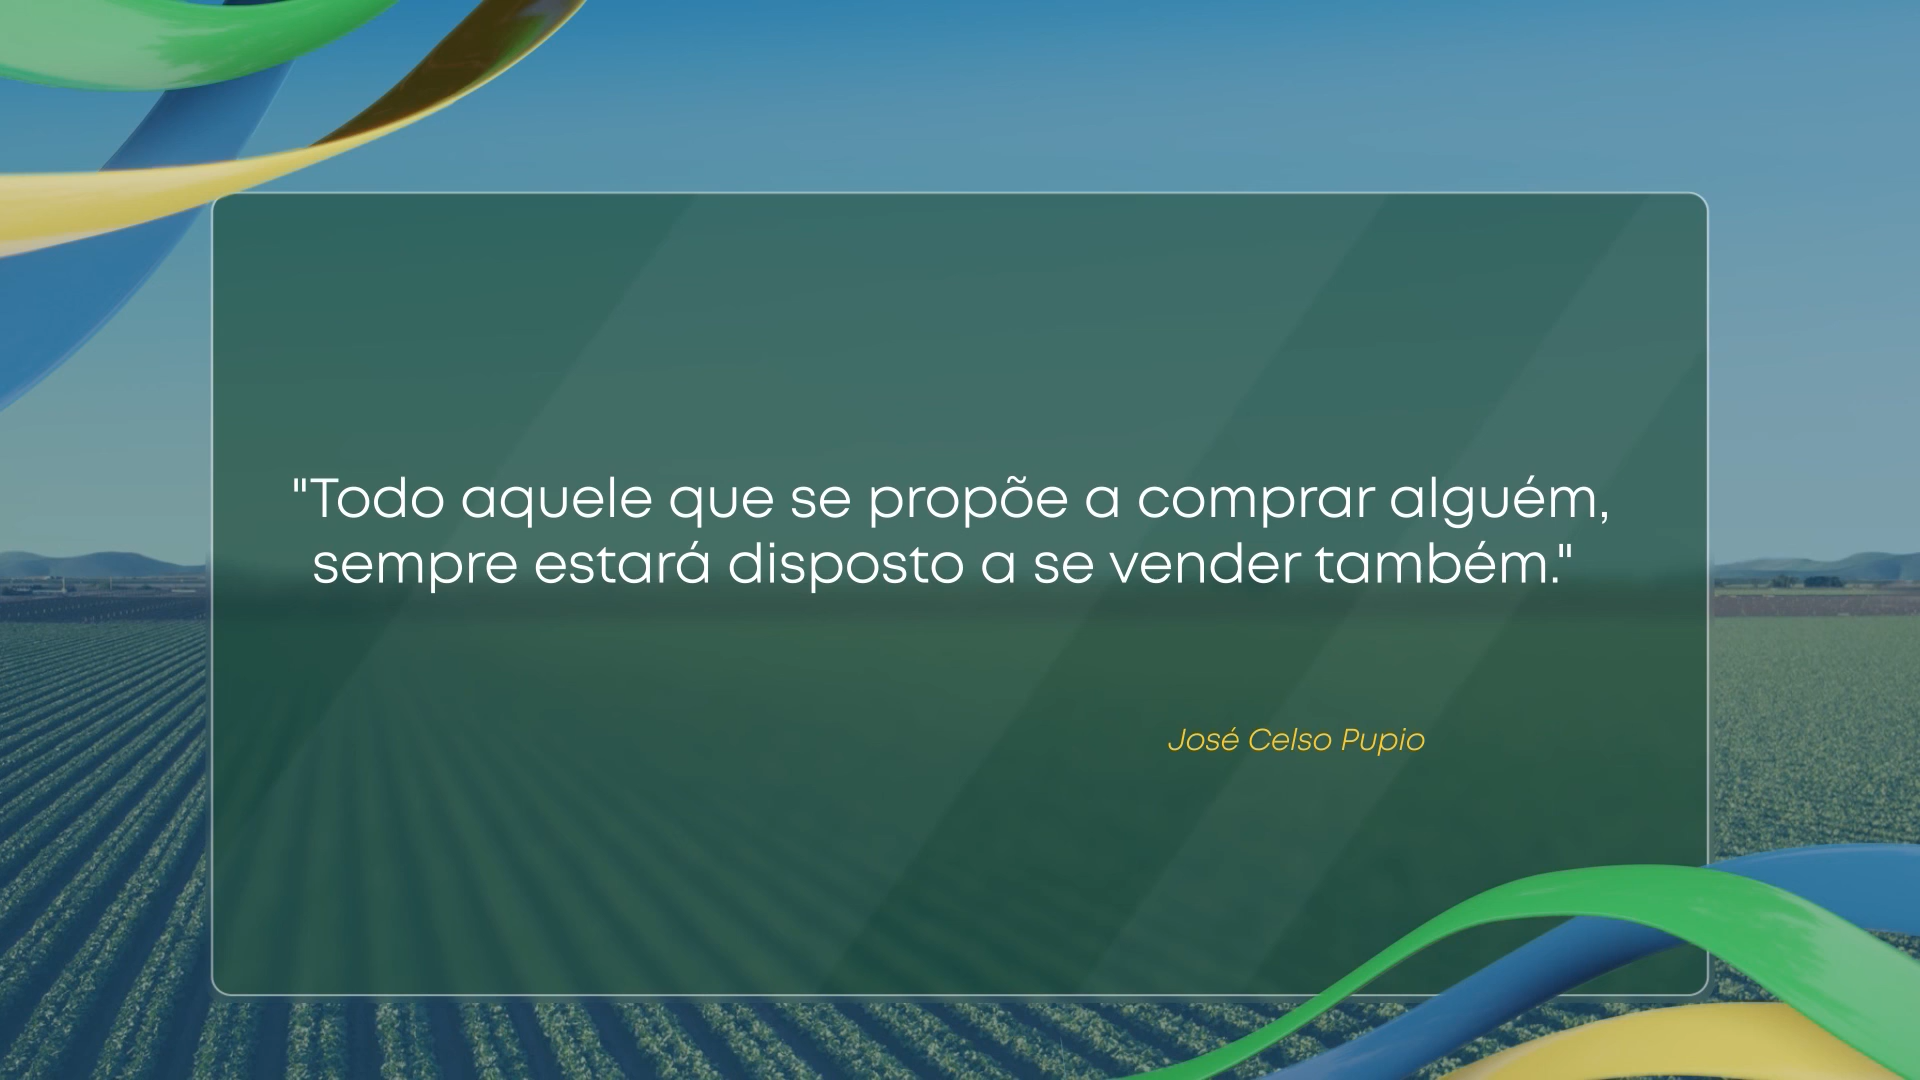 "Todo aquele que se propõe a comprar alguém,
sempre estará disposto a se vender também."
José Celso Pupio